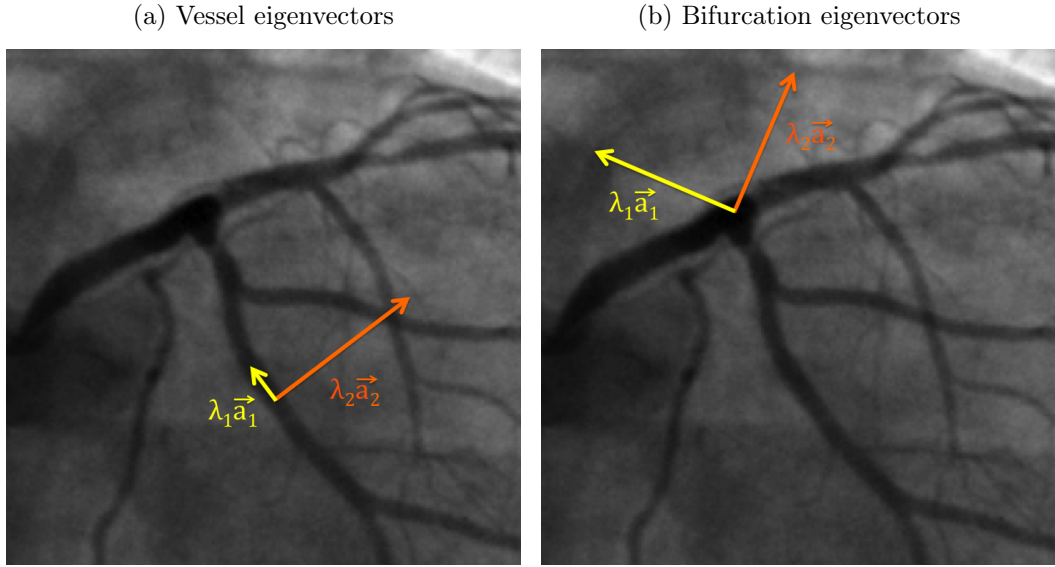 (a) Vessel eigenvectors
(b) Bifurcation eigenvectors
λ₁a⃗₁
λ₂a⃗₂
λ₁a⃗₁
λ₂a⃗₂